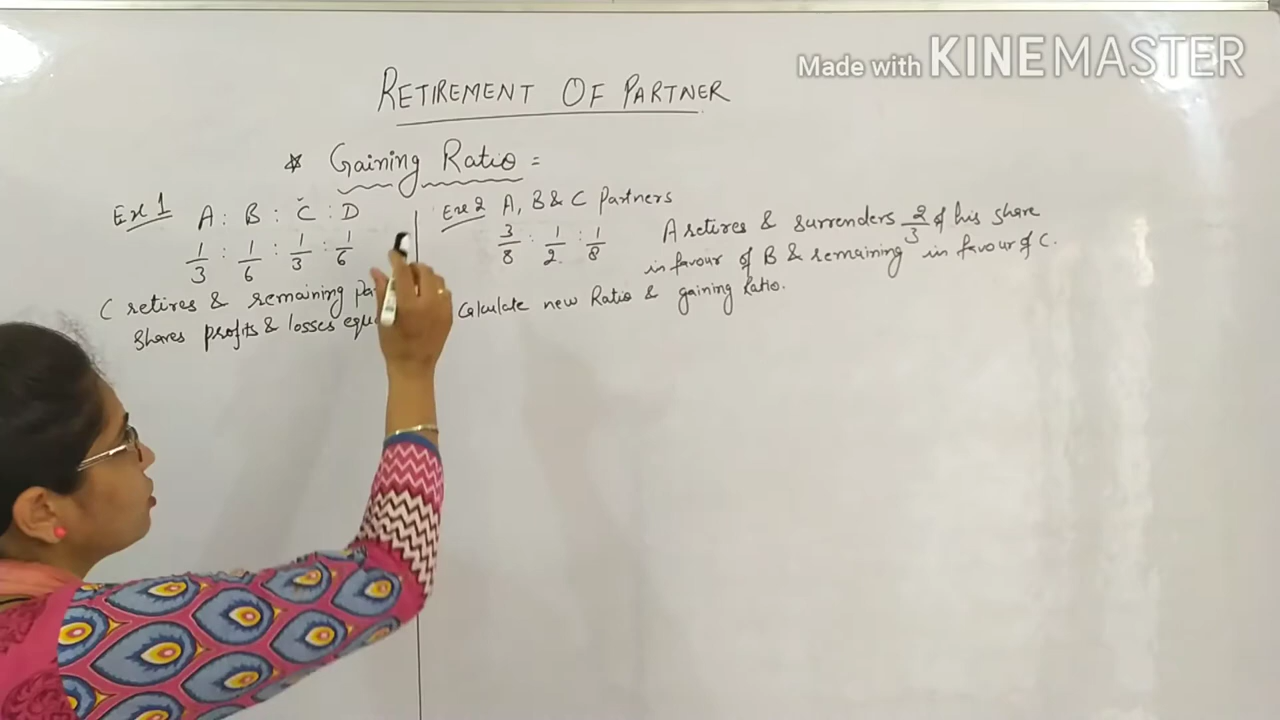 Made with KINEMASTER
RETIREMENT OF PARTNER
☆ Gaining Ratio =
Ex 1 A : B : C : D
1/3 : 1/6 : 1/3 : 1/6
C retires & remaining
shares profits & losses
Ex 2 A, B & C Partners
3/8 : 1/2 : 1/8
A retires & surrenders 2/3 of his share
in favour of B & remaining in favour of C.
Calculate new Ratio & gaining Ratio.